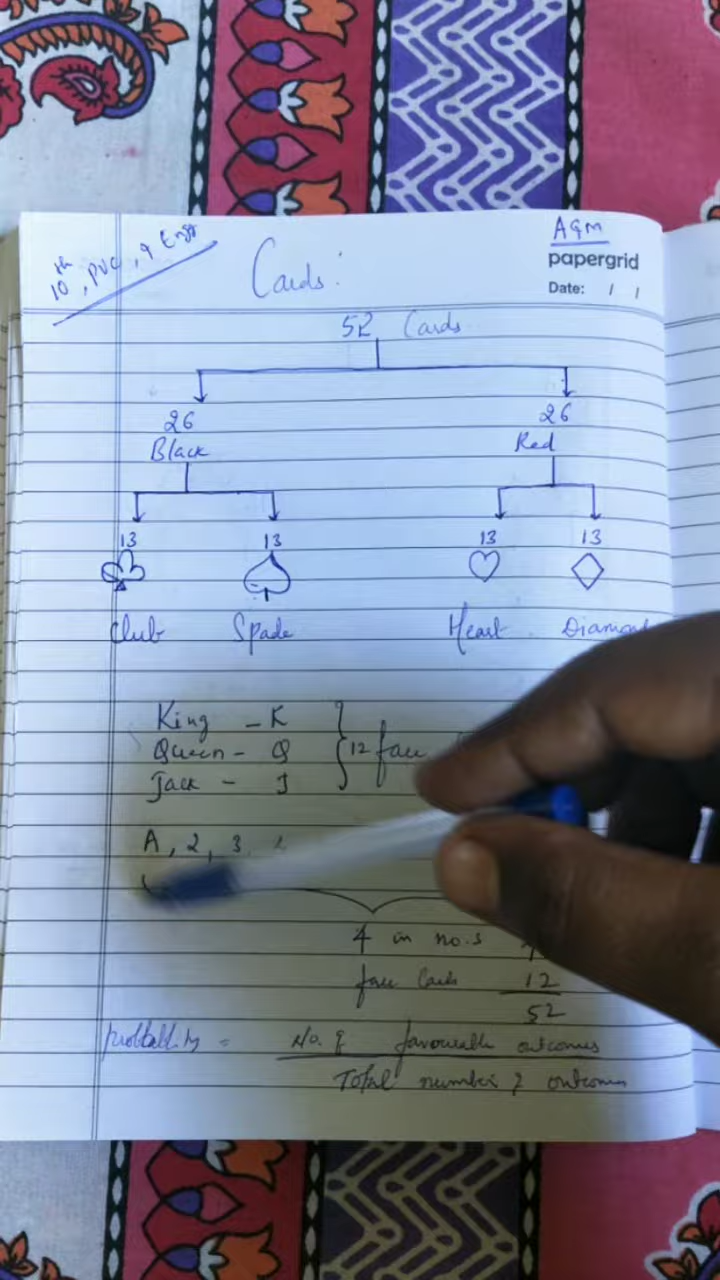 10th, PUC, & Engg
AGM
papergrid
Date: / /
Cards:
52 Cards
26 26
Black Red
13 13 13 13
Club Spade Heart Diamond
King - K
Queen - Q
Jack - J
12 face
A, 2, 3,
4 in no.s
face Cards 12
52
Probability = No. of favourable outcomes
Total number of outcomes